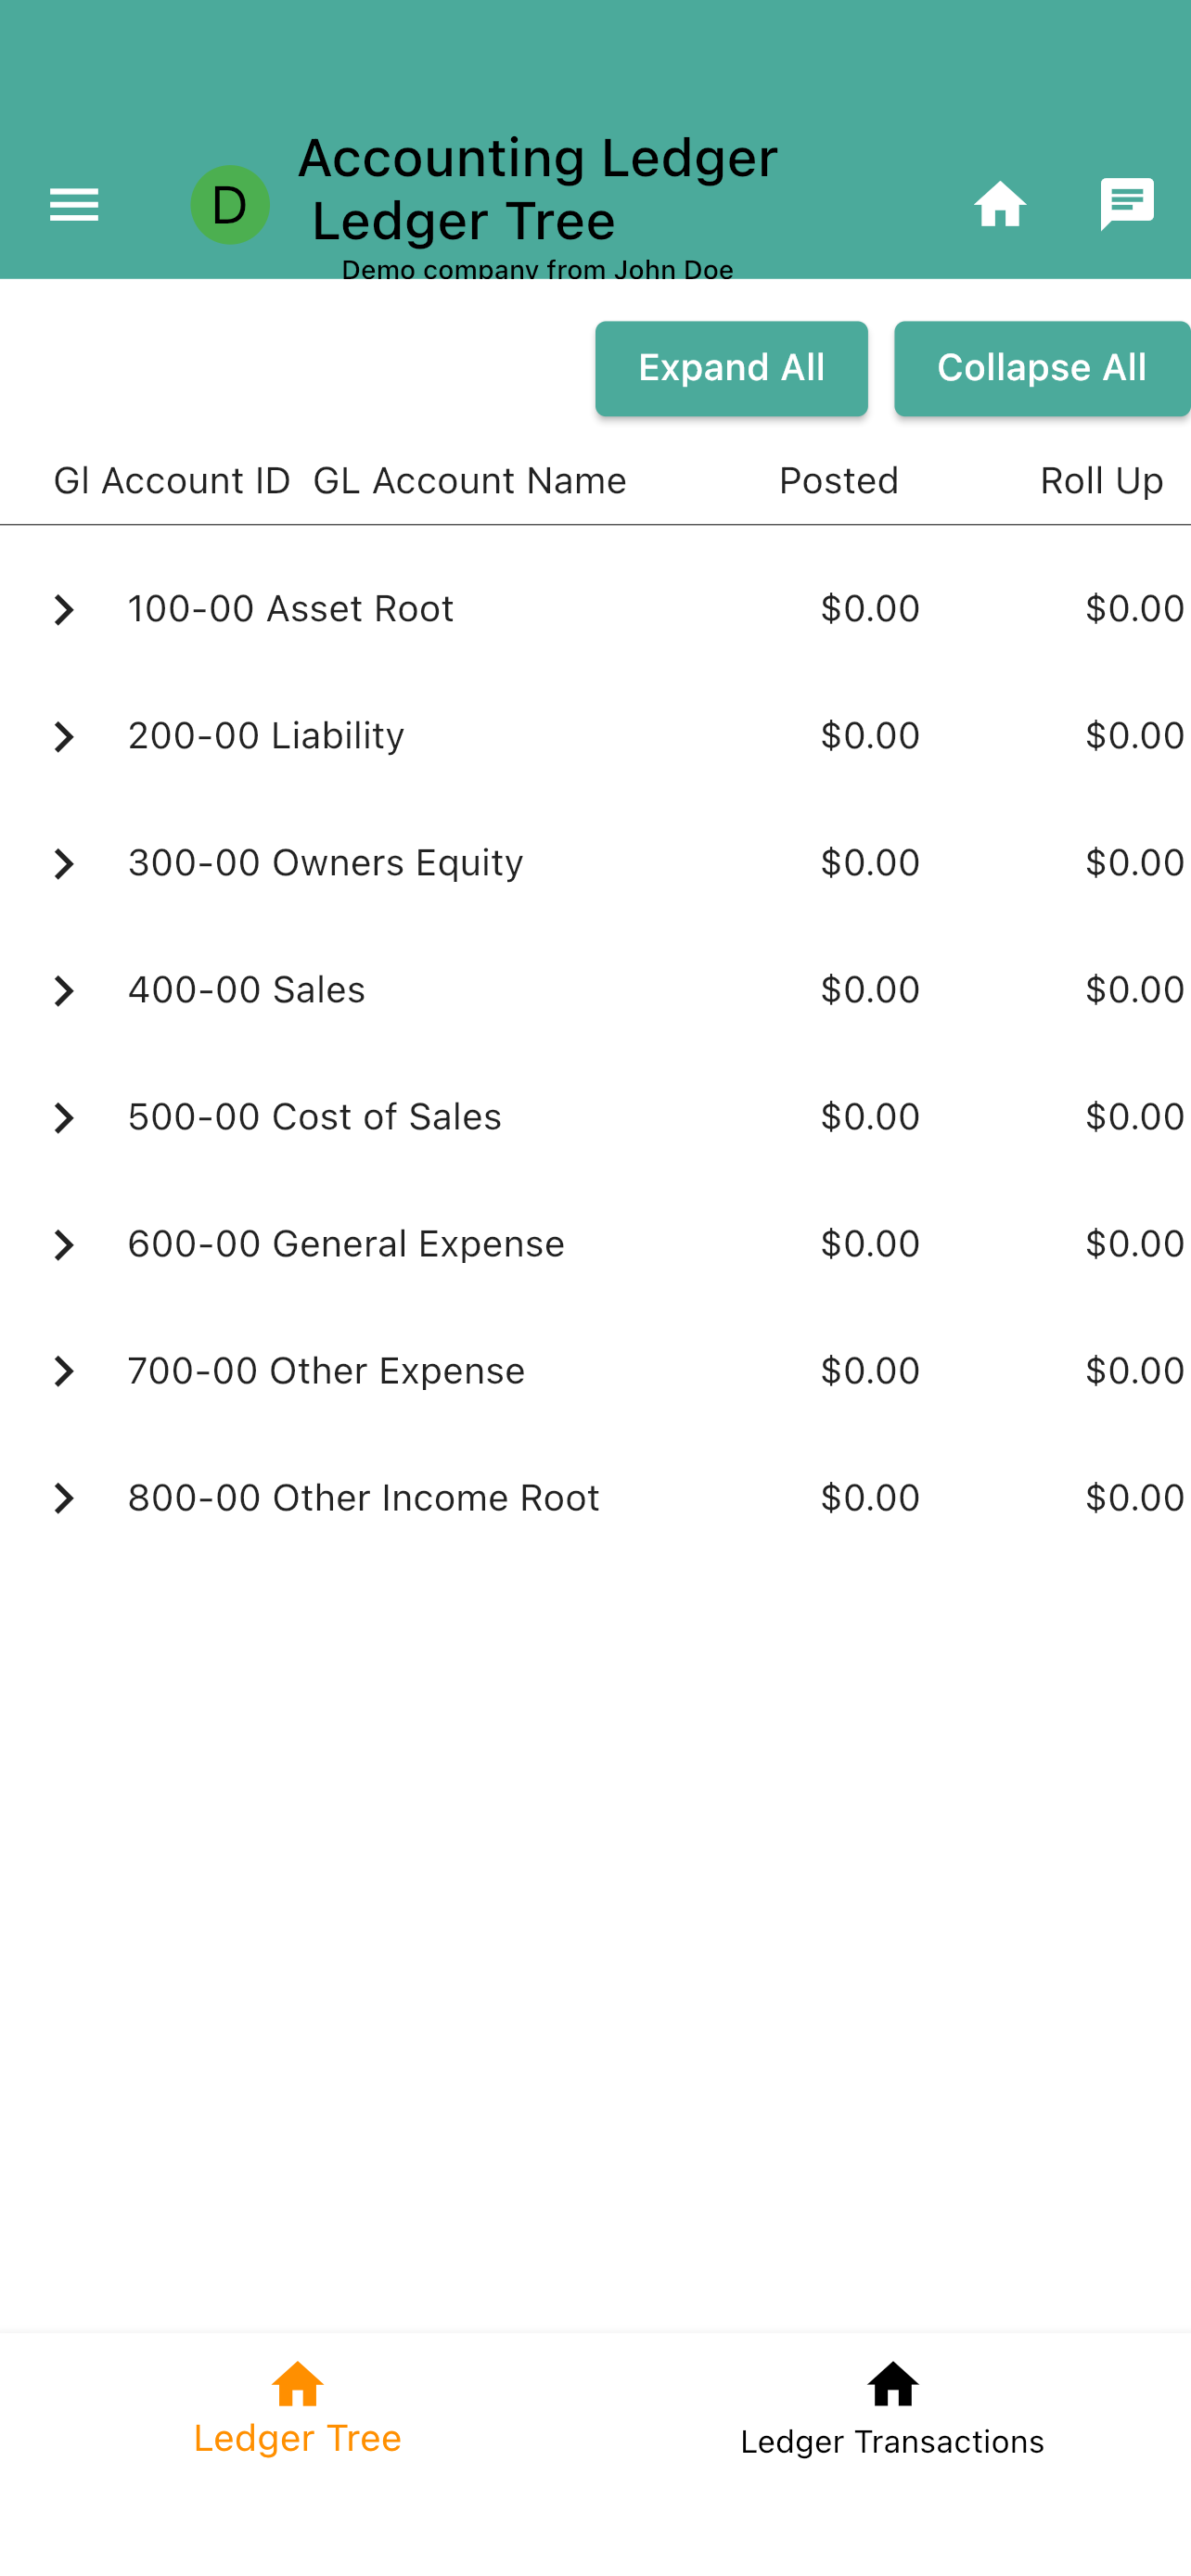 Accounting Ledger
D
Ledger Tree
Demo company from John Doe
Expand All Collapse All
Gl Account ID GL Account Name Posted Roll Up
100-00 Asset Root $0.00 $0.00
200-00 Liability $0.00 $0.00
300-00 Owners Equity $0.00 $0.00
400-00 Sales $0.00 $0.00
500-00 Cost of Sales $0.00 $0.00
600-00 General Expense $0.00 $0.00
700-00 Other Expense $0.00 $0.00
800-00 Other Income Root $0.00 $0.00
Ledger Tree Ledger Transactions